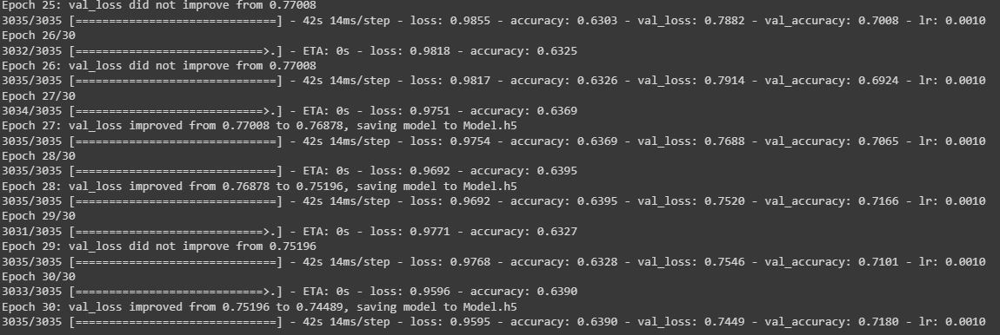 Epoch 25: val_loss did not improve from 0.77008
3035/3035 [==============================] - 42s 14ms/step - loss: 0.9855 - accuracy: 0.6303 - val_loss: 0.7882 - val_accuracy: 0.7008 - lr: 0.0010
Epoch 26/30
3032/3035 [============================>.] - ETA: 0s - loss: 0.9818 - accuracy: 0.6325
Epoch 26: val_loss did not improve from 0.77008
3035/3035 [==============================] - 42s 14ms/step - loss: 0.9817 - accuracy: 0.6326 - val_loss: 0.7914 - val_accuracy: 0.6924 - lr: 0.0010
Epoch 27/30
3034/3035 [============================>.] - ETA: 0s - loss: 0.9751 - accuracy: 0.6369
Epoch 27: val_loss improved from 0.77008 to 0.76878, saving model to Model.h5
3035/3035 [==============================] - 42s 14ms/step - loss: 0.9754 - accuracy: 0.6369 - val_loss: 0.7688 - val_accuracy: 0.7065 - lr: 0.0010
Epoch 28/30
3035/3035 [==============================] - ETA: 0s - loss: 0.9692 - accuracy: 0.6395
Epoch 28: val_loss improved from 0.76878 to 0.75196, saving model to Model.h5
3035/3035 [==============================] - 42s 14ms/step - loss: 0.9692 - accuracy: 0.6395 - val_loss: 0.7520 - val_accuracy: 0.7166 - lr: 0.0010
Epoch 29/30
3031/3035 [============================>.] - ETA: 0s - loss: 0.9771 - accuracy: 0.6327
Epoch 29: val_loss did not improve from 0.75196
3035/3035 [==============================] - 42s 14ms/step - loss: 0.9768 - accuracy: 0.6328 - val_loss: 0.7546 - val_accuracy: 0.7101 - lr: 0.0010
Epoch 30/30
3033/3035 [============================>.] - ETA: 0s - loss: 0.9596 - accuracy: 0.6390
Epoch 30: val_loss improved from 0.75196 to 0.74489, saving model to Model.h5
3035/3035 [==============================] - 42s 14ms/step - loss: 0.9595 - accuracy: 0.6390 - val_loss: 0.7449 - val_accuracy: 0.7180 - lr: 0.0010